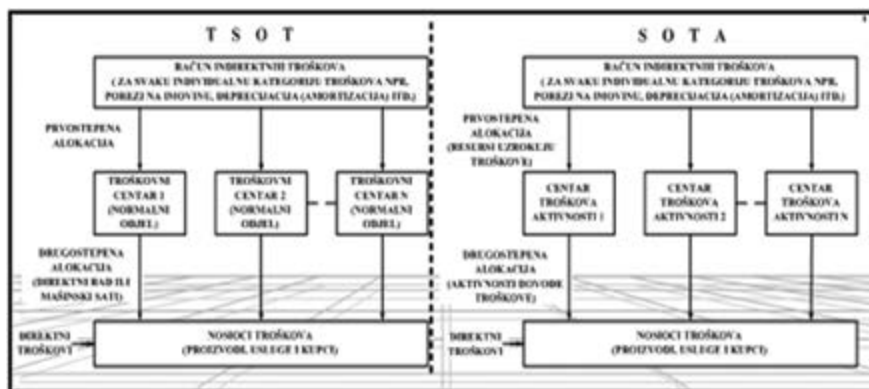 T S O T
RAČUN INDIREKTNIH TROŠKOVA
( ZA SVAKU INDIVIDUALNU KATEGORIJU TROŠKOVA NPR.
POREZI NA IMOVINU, DEPRECIJACIJA (AMORTIZACIJA) ITD.)
PRVOSTEPENA
ALOKACIJA
TROŠKOVNI
CENTAR 1
(NORMALNI
ODJEL)
TROŠKOVNI
CENTAR 2
(NORMALNI
ODJEL)
TROŠKOVNI
CENTAR N
(NORMALNI
ODJEL)
DRUGOSTEPENA
ALOKACIJA
(DIREKTNI RAD ILI
MAŠINSKI SATI)
DIREKTNI
TROŠKOVI
NOSIOCI TROŠKOVA
(PROIZVODI, USLUGE I KUPCI)
S O T A
RAČUN INDIREKTNIH TROŠKOVA
( ZA SVAKU INDIVIDUALNU KATEGORIJU TROŠKOVA NPR.
POREZI NA IMOVINU, DEPRECIJACIJA (AMORTIZACIJA) ITD.)
PRVOSTEPENA
ALOKACIJA
(RESURSI UZROKUJU
TROŠKOVE)
CENTAR
TROŠKOVA
AKTIVNOSTI 1
CENTAR
TROŠKOVA
AKTIVNOSTI 2
CENTAR
TROŠKOVA
AKTIVNOSTI N
DRUGOSTEPENA
ALOKACIJA
(AKTIVNOSTI DOVODE
TROŠKOVE)
DIREKTNI
TROŠKOVI
NOSIOCI TROŠKOVA
(PROIZVODI, USLUGE I KUPCI)